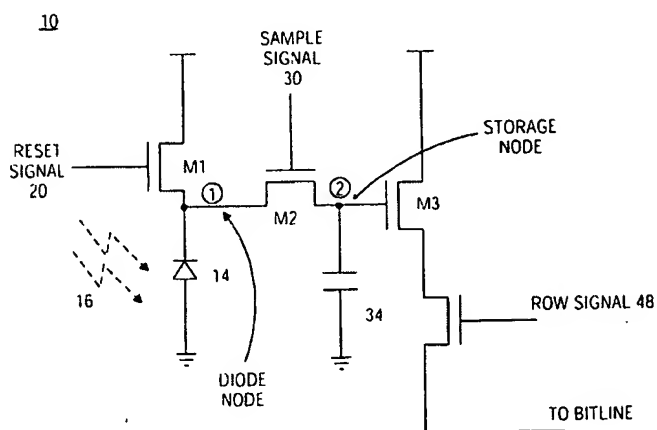 10
SAMPLE
SIGNAL
30
STORAGE
NODE
RESET
SIGNAL
20
M1
1
2
M2
M3
16
14
34
ROW SIGNAL 48
DIODE
NODE
TO BITLINE